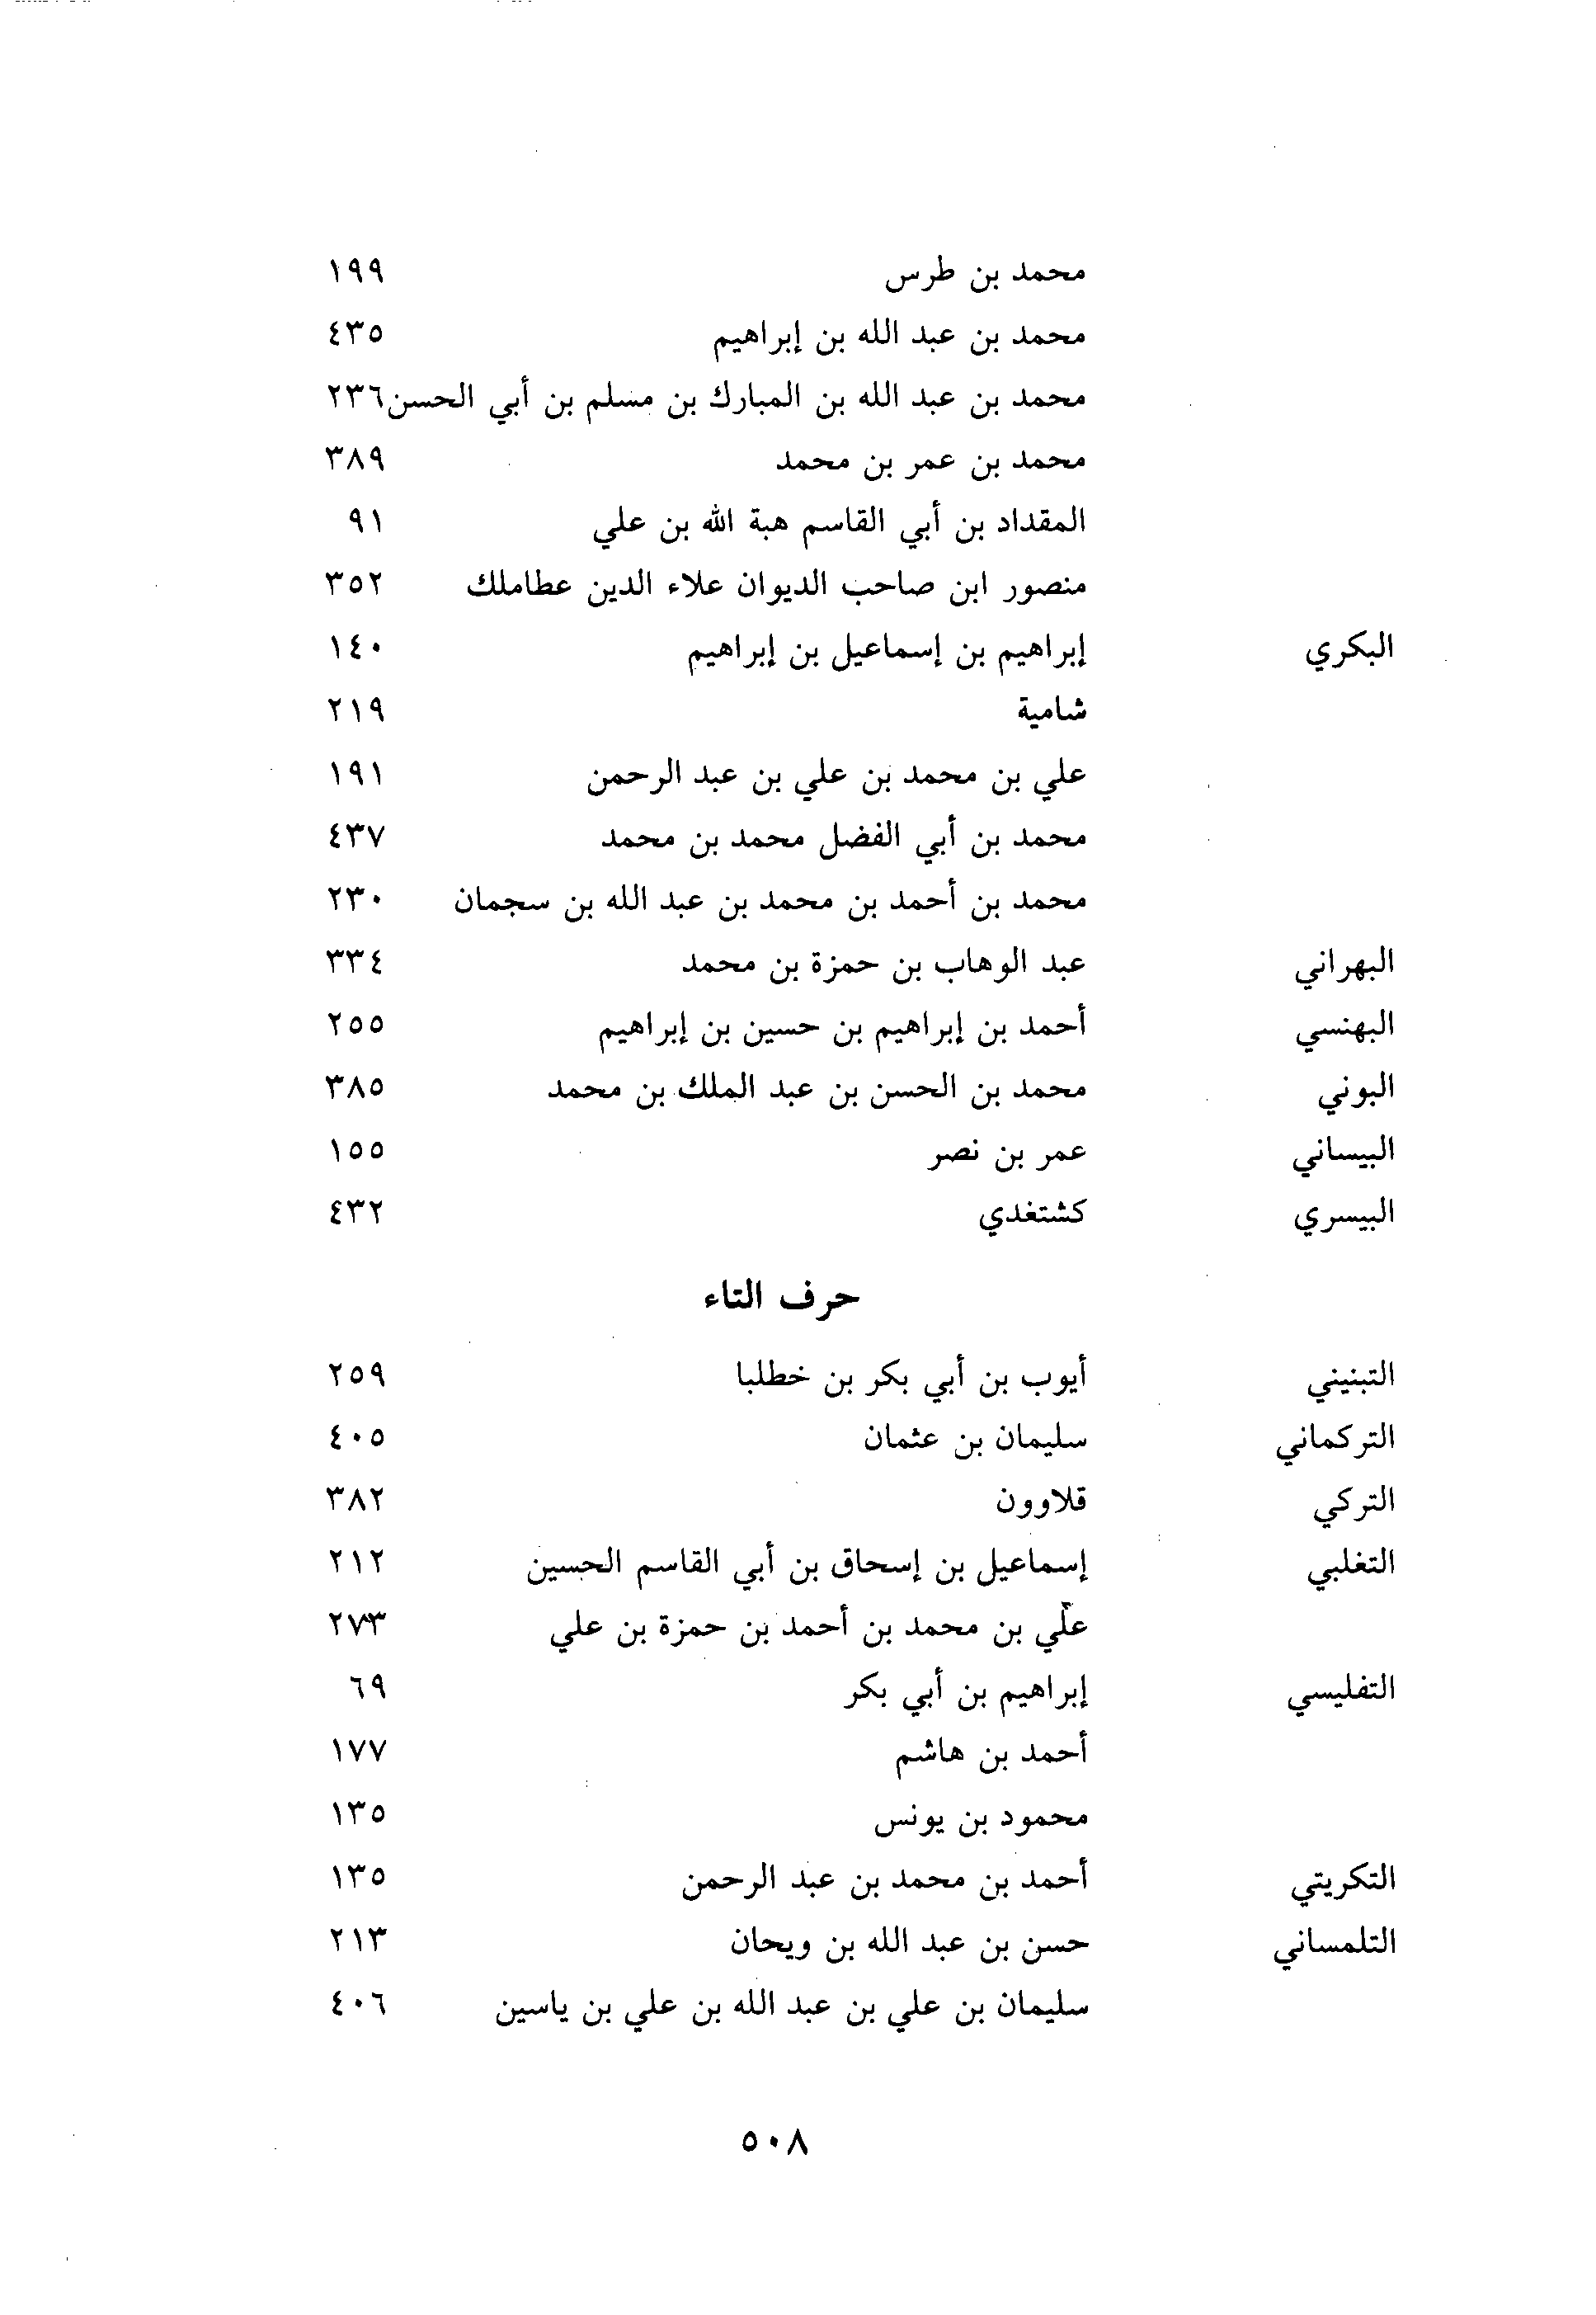 محمد بن طرس ١٩٩
محمد بن عبد الله بن إبراهيم ٤٣٥
محمد بن عبد الله بن المبارك بن مسلم بن أبي الحسن ٢٣٦
محمد بن عمر بن محمد ٣٨٩
المقداد بن أبي القاسم هبة الله بن علي ٩١
منصور ابن صاحب الديوان علاء الدين عطاملك ٣٥٢
البكري إبراهيم بن إسماعيل بن إبراهيم ١٤٠
شامية ٢١٩
علي بن محمد بن علي بن عبد الرحمن ١٩١
محمد بن أبي الفضل محمد بن محمد ٤٣٧
محمد بن أحمد بن محمد بن عبد الله بن سجمان ٢٣٠
البهراني عبد الوهاب بن حمزة بن محمد ٣٣٤
البهنسي أحمد بن إبراهيم بن حسين بن إبراهيم ٢٥٥
البوني محمد بن الحسن بن عبد الملك بن محمد ٣٨٥
البيساني عمر بن نصر ١٥٥
البيسري كشتغدي ٤٣٢
حرف التاء
التبنيني أيوب بن أبي بكر بن خطلبا ٢٥٩
التركماني سليمان بن عثمان ٤٠٥
التركي قلاوون ٣٨٢
التغلبي إسماعيل بن إسحاق بن أبي القاسم الحسين ٢١٢
علي بن محمد بن أحمد بن حمزة بن علي ٢٧٣
التفليسي إبراهيم بن أبي بكر ٦٩
أحمد بن هاشم ١٧٧
محمود بن يونس ١٣٥
التكريتي أحمد بن محمد بن عبد الرحمن ١٣٥
التلمساني حسن بن عبد الله بن ويحان ٢١٣
سليمان بن علي بن عبد الله بن علي بن ياسين ٤٠٦
٥٠٨